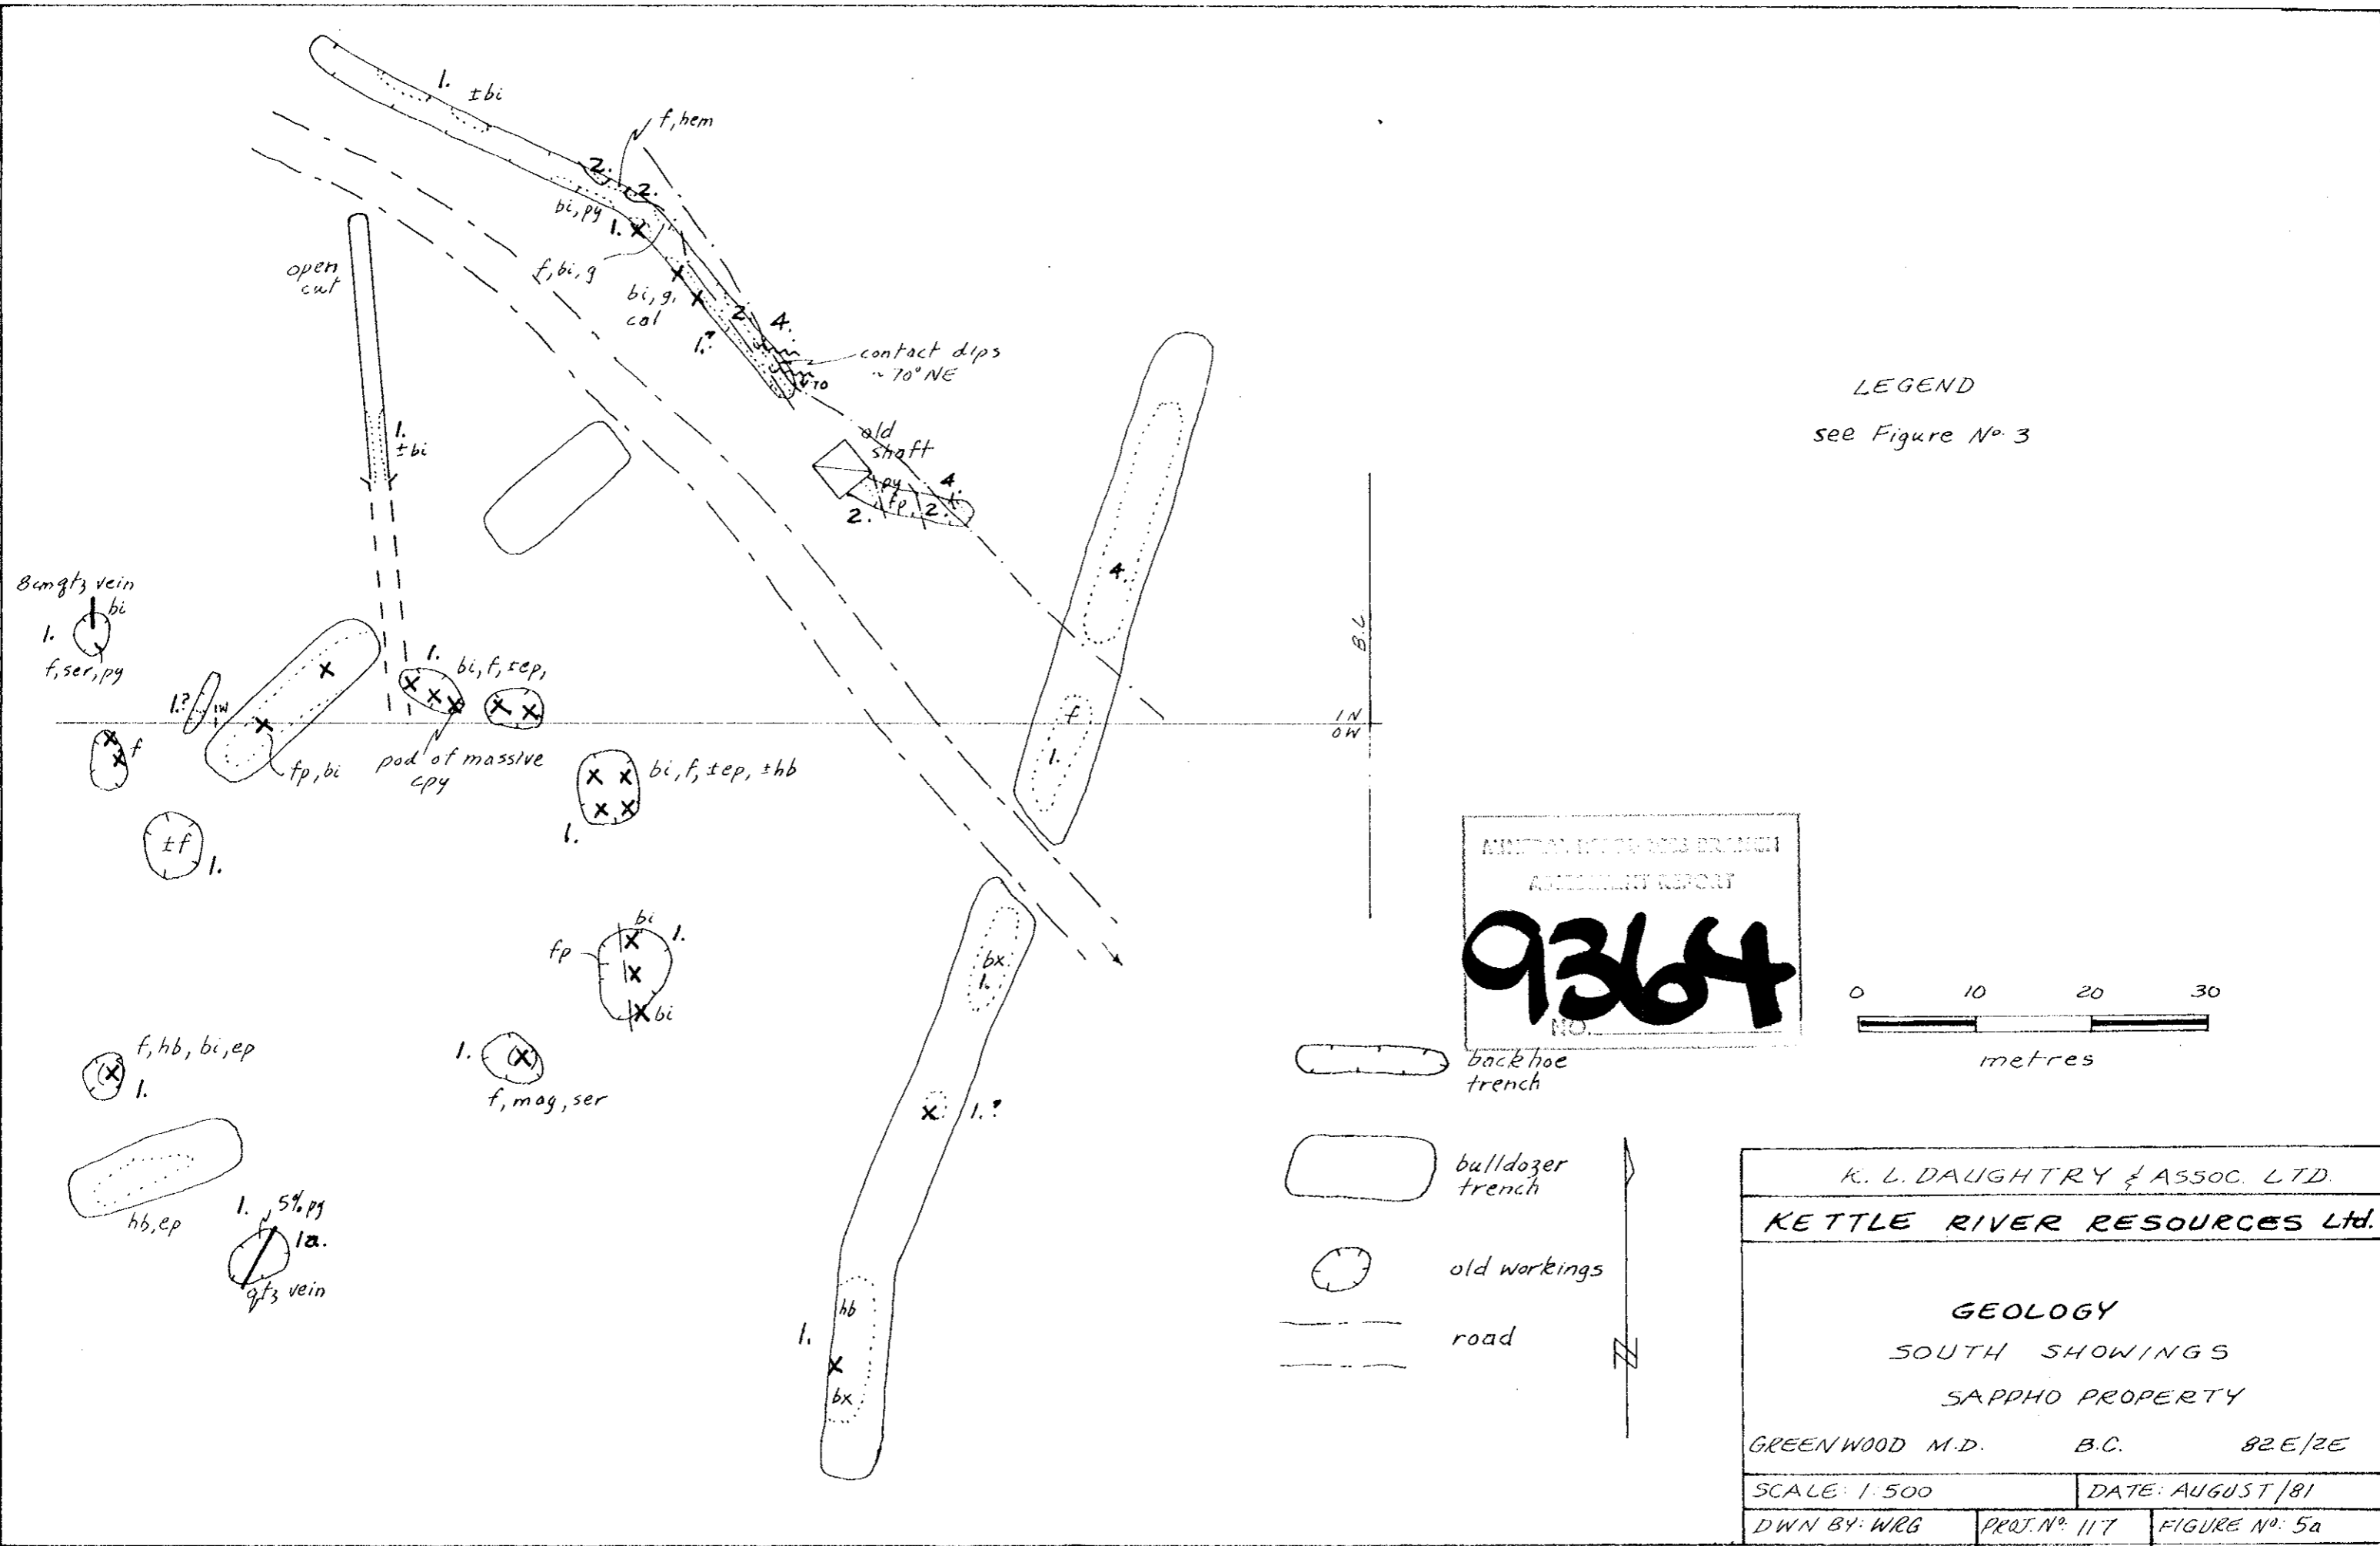 1.
±bi
f,hem
2.
2.
bi,py
1.
f,bi,g
open
cut
bi,g,
cal
2.
4.
1.?
contact dips
~70° NE
70
1.
±bi
old
shaft
py
fp,
2.
2.
4.
4.
LEGEND
see Figure No. 3
8cm qtz vein
bi
1.
f,ser,py
1.?
1W
1.
bi,f,±ep,
f
fp,bi
pod of massive
cpy
B.L
1N
0W
f
1.
bi,f,±ep,±hb
1.
±f
1.
bi
fp
1.
bi
bx
1.
MINERAL RESOURCES BRANCH
ASSESSMENT REPORT
9364
NO.
0 10 20 30
metres
f,hb,bi,ep
1.
1.
f,mag,ser
1.?
backhoe
trench
bulldozer
trench
hb,ep
1.
5% py
1a.
qtz vein
old workings
road
hb
1.
bx
K. L. DAUGHTRY & ASSOC. LTD.
KETTLE RIVER RESOURCES Ltd.
GEOLOGY
SOUTH SHOWINGS
SAPPHO PROPERTY
GREENWOOD M.D. B.C. 82E/2E
SCALE: 1:500 DATE: AUGUST/81
DWN BY: WRG PROJ. No: 117 FIGURE No: 5a